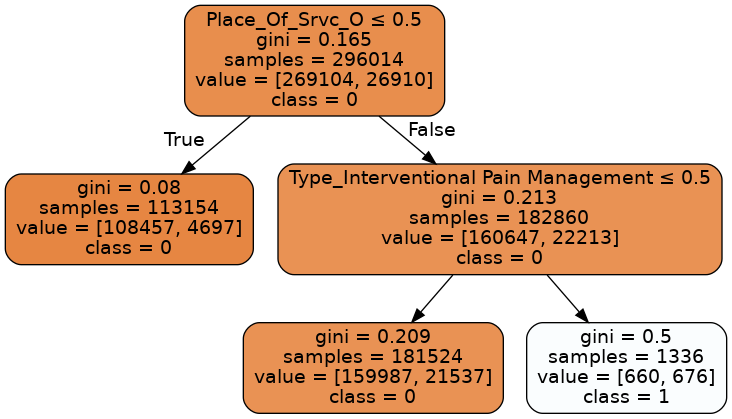 Place_Of_Srvc_O ≤ 0.5
gini = 0.165
samples = 296014
value = [269104, 26910]
class = 0
True
False
gini = 0.08
samples = 113154
value = [108457, 4697]
class = 0
Type_Interventional Pain Management ≤ 0.5
gini = 0.213
samples = 182860
value = [160647, 22213]
class = 0
gini = 0.209
samples = 181524
value = [159987, 21537]
class = 0
gini = 0.5
samples = 1336
value = [660, 676]
class = 1